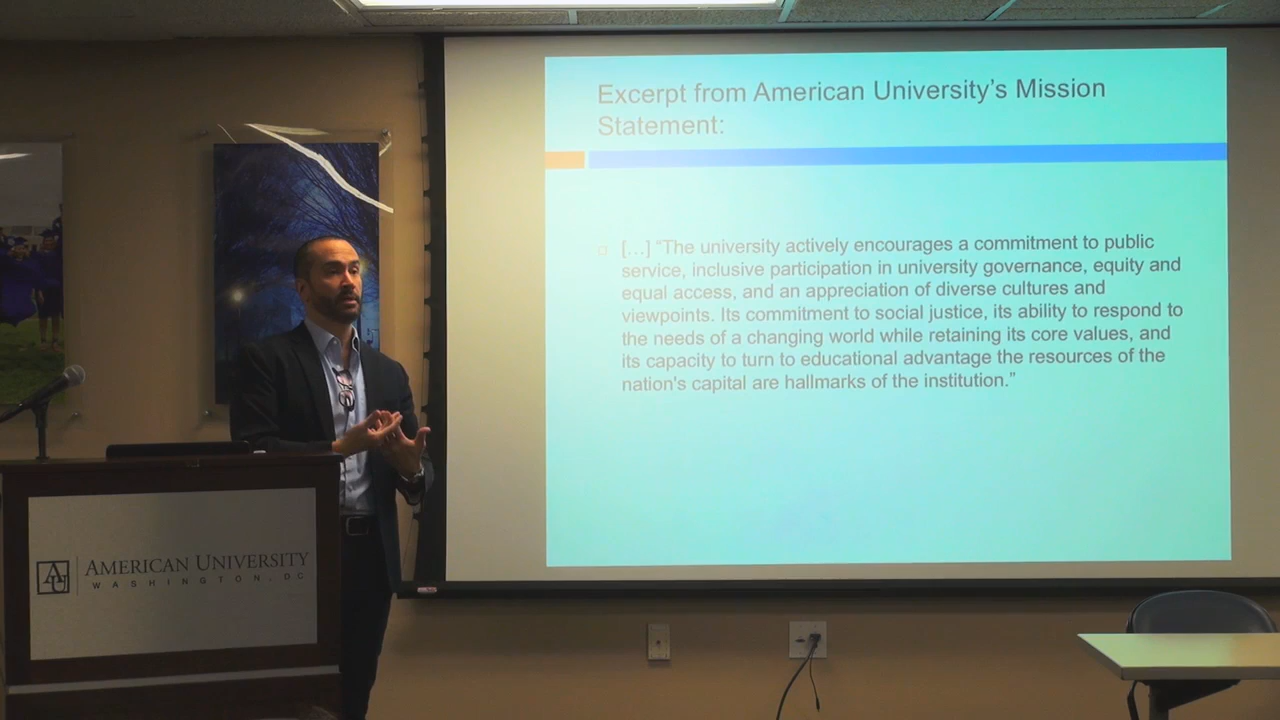 Excerpt from American University's Mission
Statement:
[...] “The university actively encourages a commitment to public
service, inclusive participation in university governance, equity and
equal access, and an appreciation of diverse cultures and
viewpoints. Its commitment to social justice, its ability to respond to
the needs of a changing world while retaining its core values, and
its capacity to turn to educational advantage the resources of the
nation's capital are hallmarks of the institution.”
AU
AMERICAN UNIVERSITY
WASHINGTON, DC